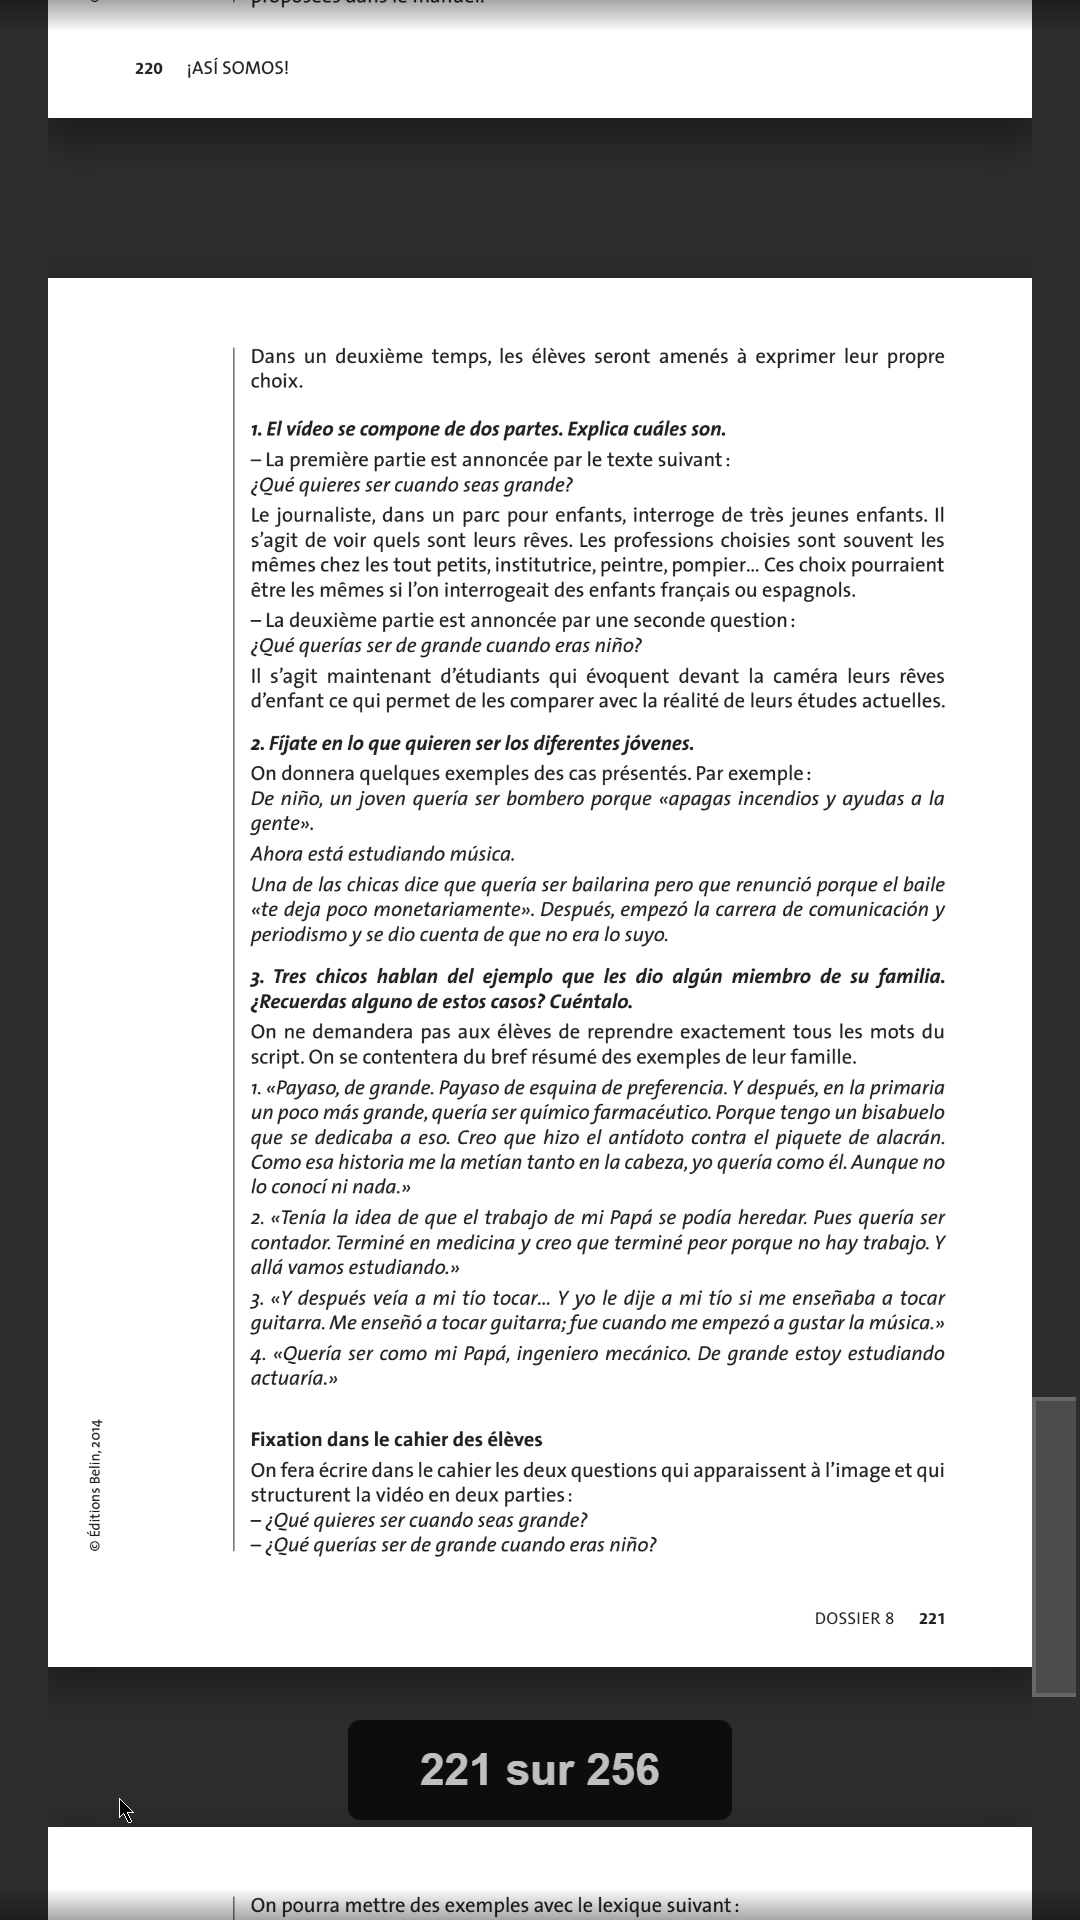 220 ¡ASÍ SOMOS!
Dans un deuxième temps, les élèves seront amenés à exprimer leur propre
choix.
1. El vídeo se compone de dos partes. Explica cuáles son.
– La première partie est annoncée par le texte suivant :
¿Qué quieres ser cuando seas grande?
Le journaliste, dans un parc pour enfants, interroge de très jeunes enfants. Il
s’agit de voir quels sont leurs rêves. Les professions choisies sont souvent les
mêmes chez les tout petits, institutrice, peintre, pompier… Ces choix pourraient
être les mêmes si l’on interrogeait des enfants français ou espagnols.
– La deuxième partie est annoncée par une seconde question :
¿Qué querías ser de grande cuando eras niño?
Il s’agit maintenant d’étudiants qui évoquent devant la caméra leurs rêves
d’enfant ce qui permet de les comparer avec la réalité de leurs études actuelles.
2. Fíjate en lo que quieren ser los diferentes jóvenes.
On donnera quelques exemples des cas présentés. Par exemple :
De niño, un joven quería ser bombero porque «apagas incendios y ayudas a la
gente».
Ahora está estudiando música.
Una de las chicas dice que quería ser bailarina pero que renunció porque el baile
«te deja poco monetariamente». Después, empezó la carrera de comunicación y
periodismo y se dio cuenta de que no era lo suyo.
3. Tres chicos hablan del ejemplo que les dio algún miembro de su familia.
¿Recuerdas alguno de estos casos? Cuéntalo.
On ne demandera pas aux élèves de reprendre exactement tous les mots du
script. On se contentera du bref résumé des exemples de leur famille.
1. «Payaso, de grande. Payaso de esquina de preferencia. Y después, en la primaria
un poco más grande, quería ser químico farmacéutico. Porque tengo un bisabuelo
que se dedicaba a eso. Creo que hizo el antídoto contra el piquete de alacrán.
Como esa historia me la metían tanto en la cabeza, yo quería como él. Aunque no
lo conocí ni nada.»
2. «Tenía la idea de que el trabajo de mi Papá se podía heredar. Pues quería ser
contador. Terminé en medicina y creo que terminé peor porque no hay trabajo. Y
allá vamos estudiando.»
3. «Y después veía a mi tío tocar… Y yo le dije a mi tío si me enseñaba a tocar
guitarra. Me enseñó a tocar guitarra; fue cuando me empezó a gustar la música.»
4. «Quería ser como mi Papá, ingeniero mecánico. De grande estoy estudiando
actuaría.»
Fixation dans le cahier des élèves
On fera écrire dans le cahier les deux questions qui apparaissent à l’image et qui
structurent la vidéo en deux parties :
– ¿Qué quieres ser cuando seas grande?
– ¿Qué querías ser de grande cuando eras niño?
© Éditions Belin, 2014
DOSSIER 8 221
221 sur 256
On pourra mettre des exemples avec le lexique suivant :